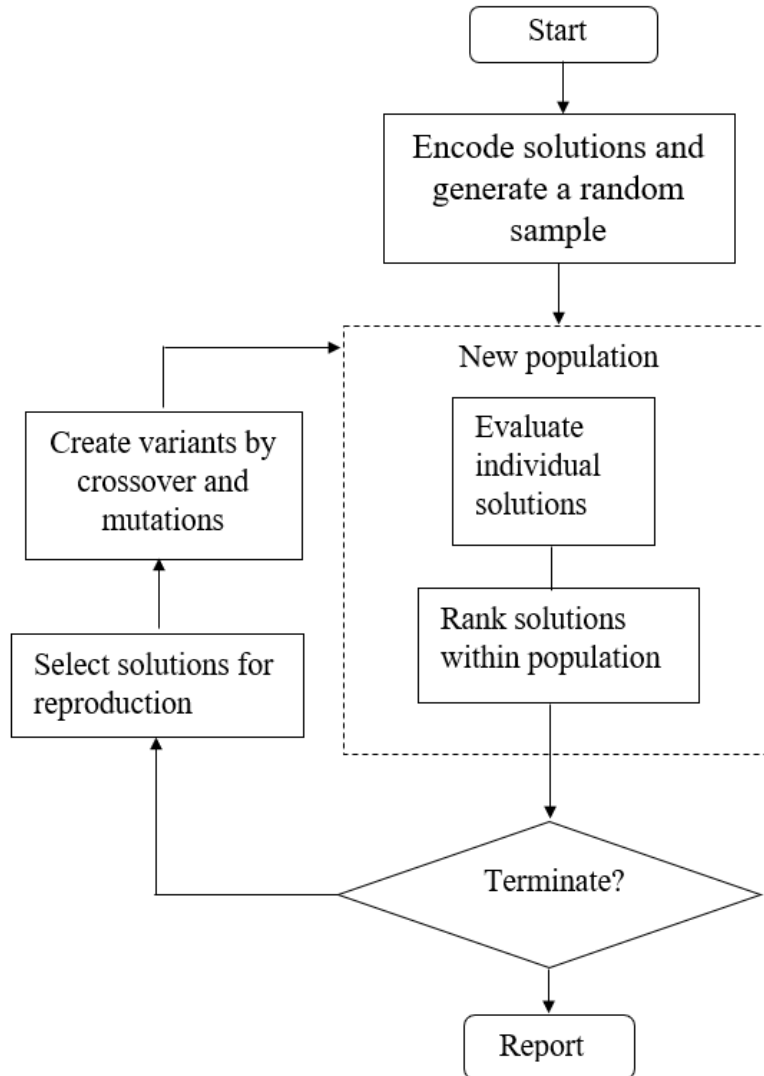 Start
Encode solutions and
generate a random
sample
New population
Evaluate
individual
solutions
Rank solutions
within population
Create variants by
crossover and
mutations
Select solutions for
reproduction
Terminate?
Report